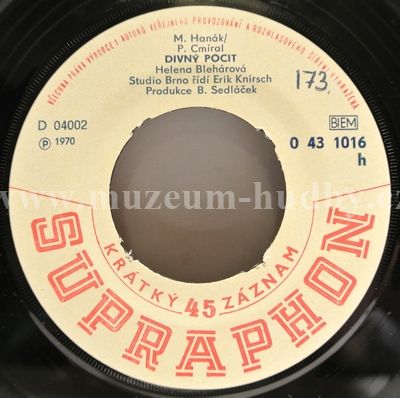 VŠECHNA PRÁVA VÝROBCE I AUTORŮ VEŘEJNÉHO PROVOZOVÁNÍ A ROZHLASOVÉHO ŠÍŘENÍ VYHRAŽENA
M. Hanák/
P. Cmíral
DIVNÝ POCIT
Helena Blehárová
Studio Brno řídí Erik Knirsch
Produkce B. Sedláček
173.
D 04002
Ⓟ 1970
BIEM
0 43 1016
h
www.muzeum-hudby.cz
KRÁTKÝ 45 ZÁZNAM
SUPRAPHON